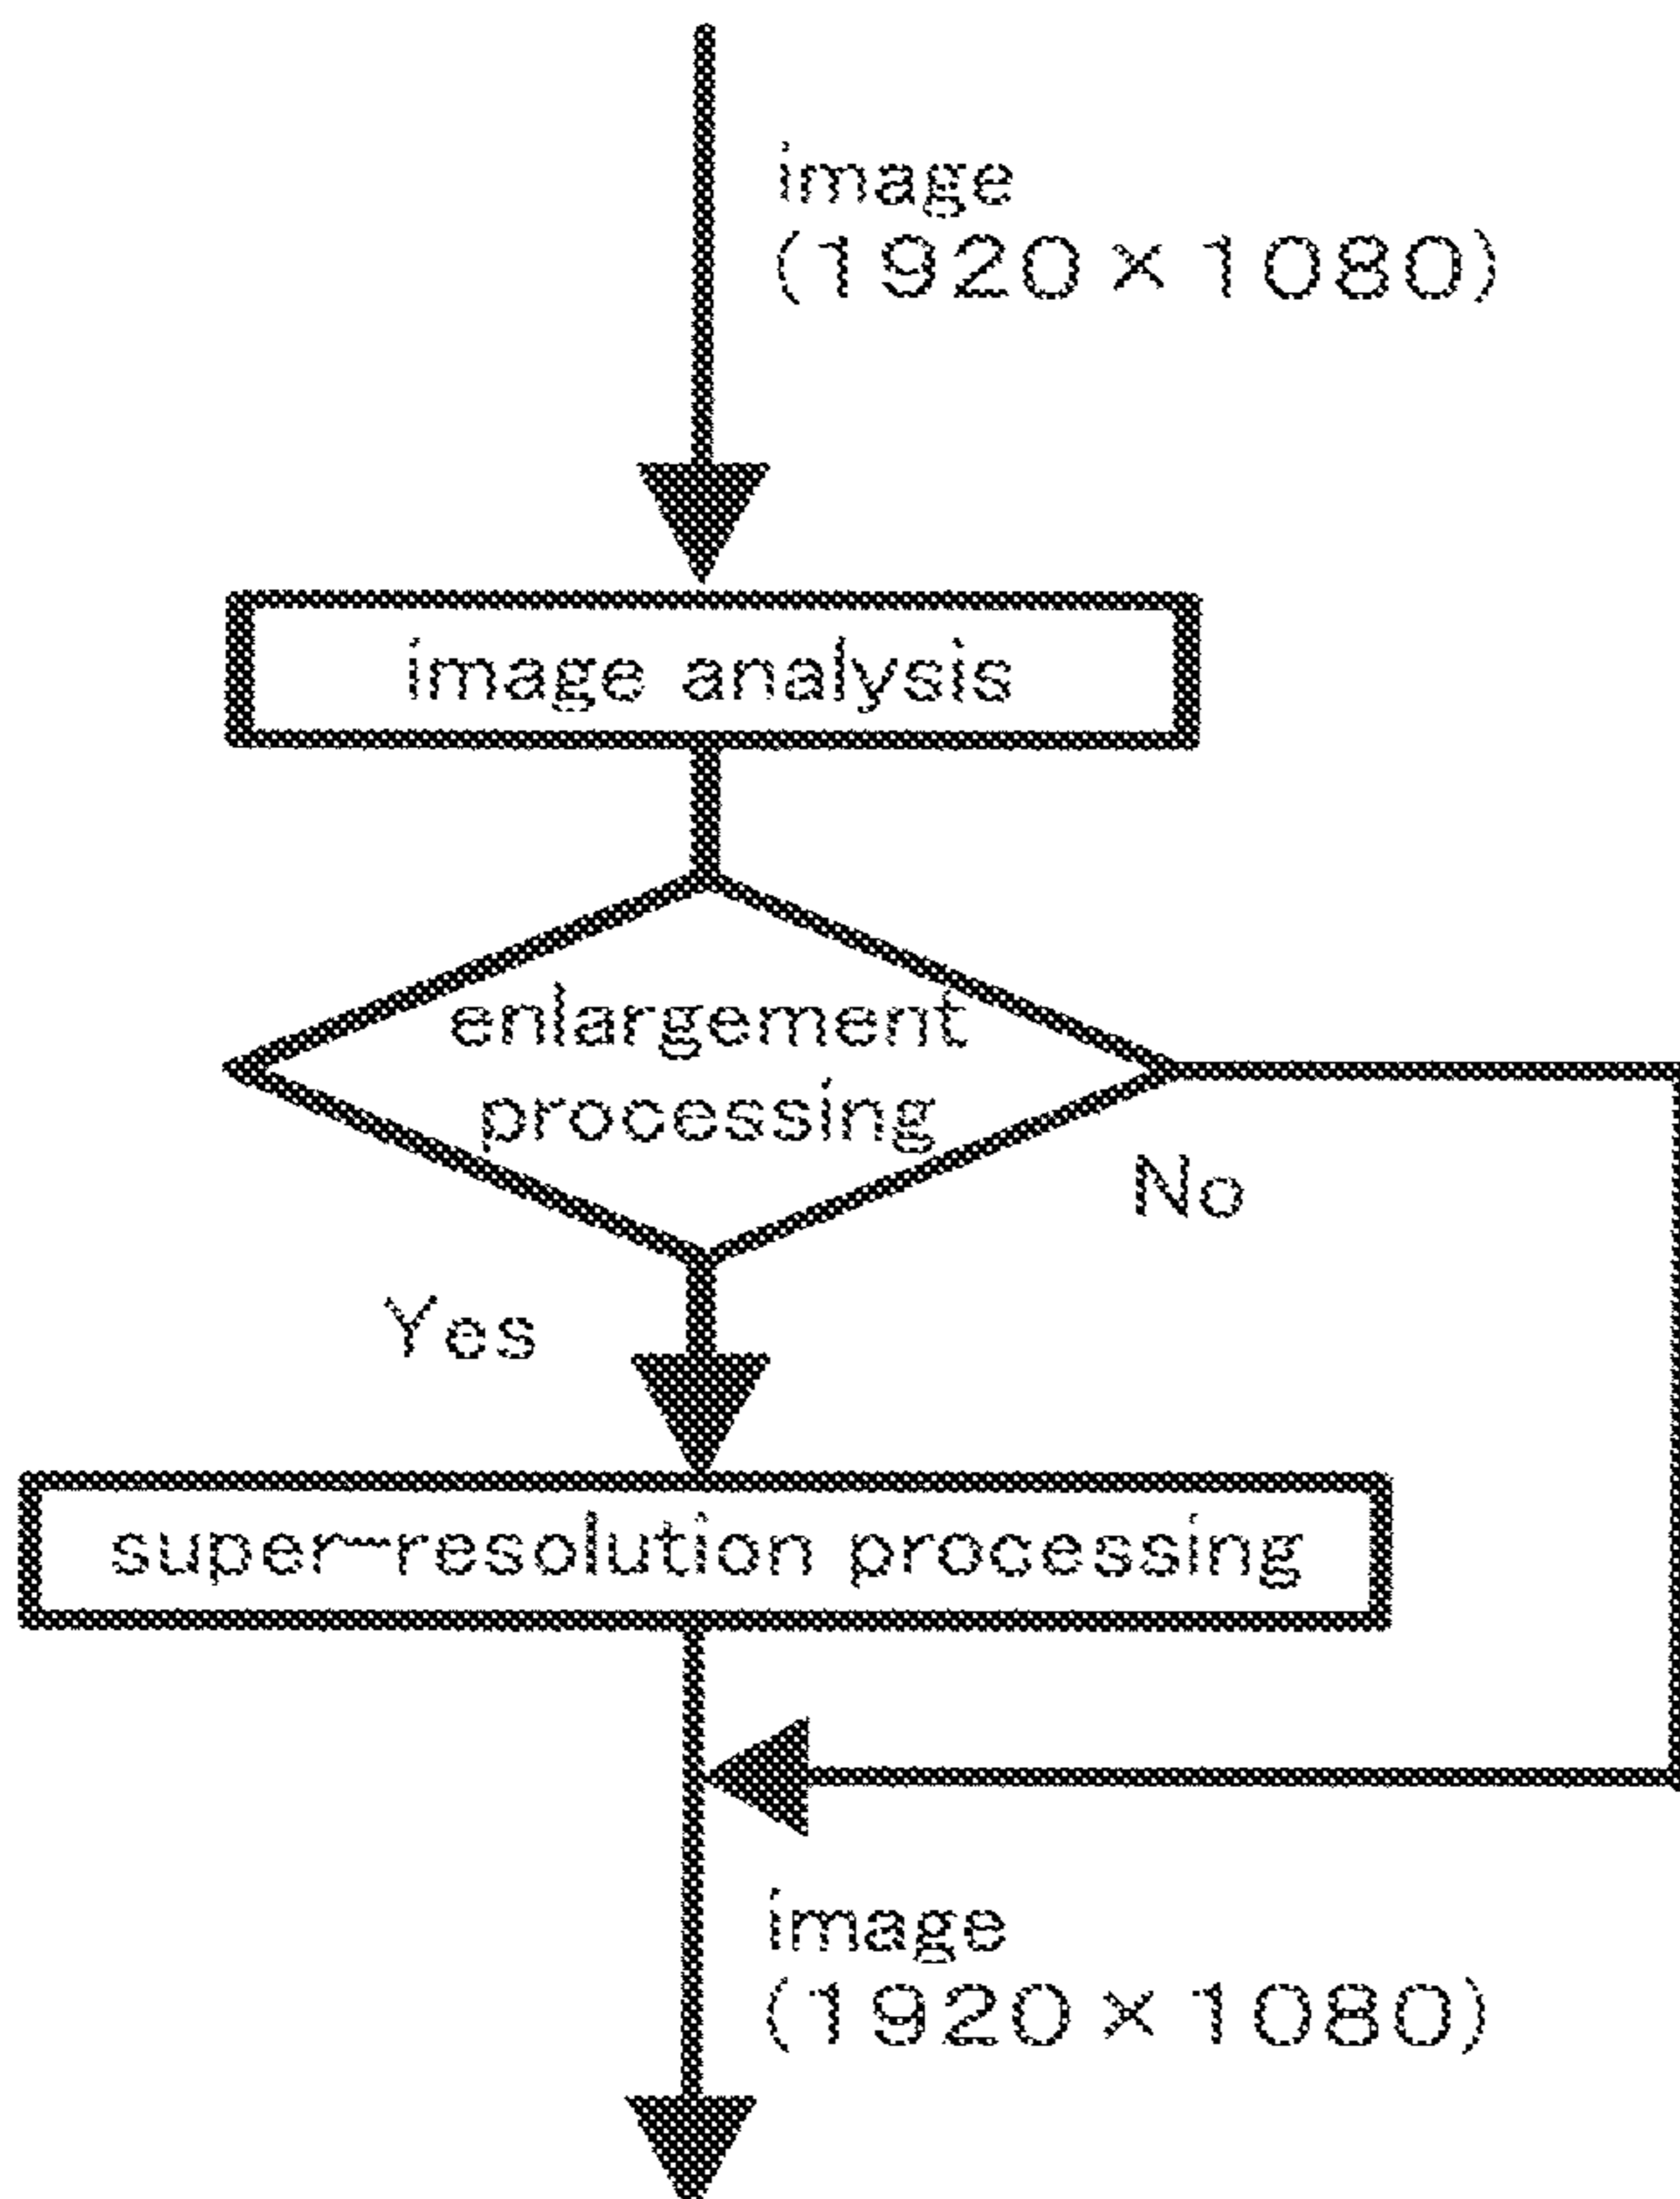 image
(1920×1080)
image analysis
enlargement
processing
No
Yes
super-resolution processing
image
(1920×1080)